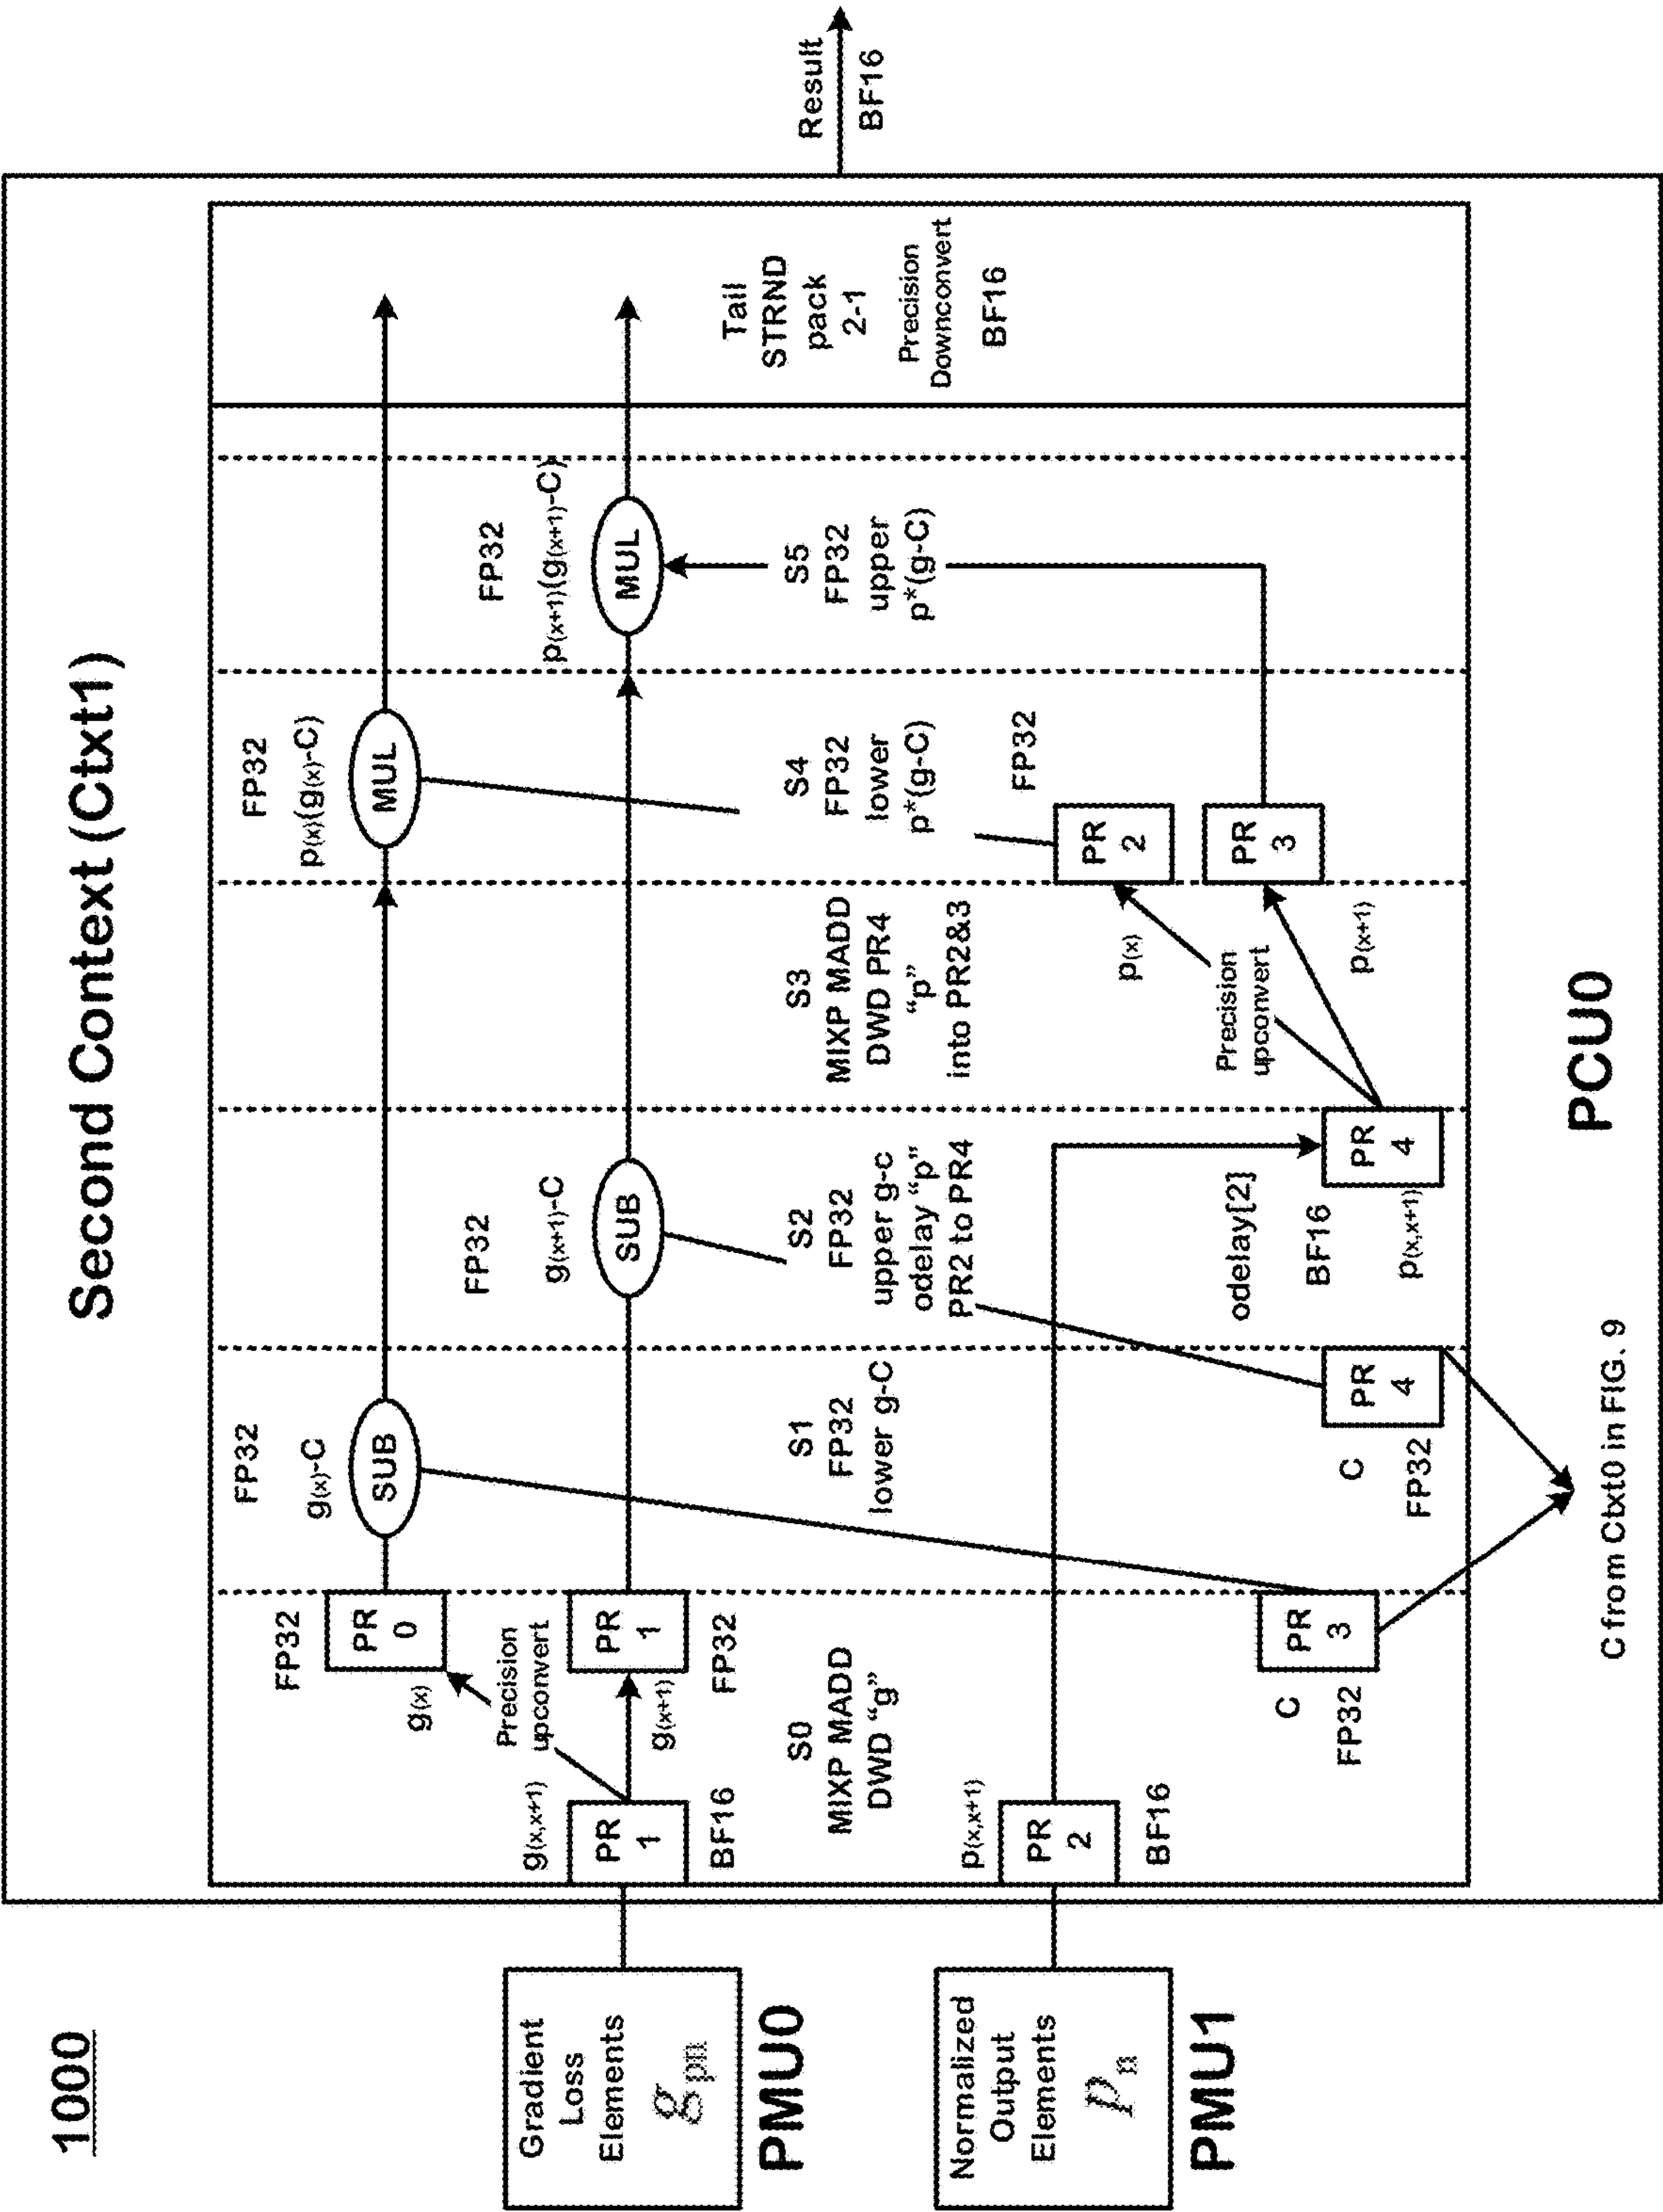 1000
Second Context (Ctxt1)
Gradient
Loss
Elements
gpn
PMU0
Normalized
Output
Elements
pn
PMU1
g(x,x+1)
PR
1
BF16
p(x,x+1)
PR
2
BF16
S0
MIXP MADD
DWD "g"
Precision
upconvert
g(x)
FP32
PR
0
g(x+1)
PR
1
FP32
C
FP32
PR
3
FP32
g(x)-C
SUB
S1
FP32
lower g-C
C
FP32
PR
4
FP32
g(x+1)-C
SUB
S2
FP32
upper g-c
odelay "p"
PR2 to PR4
odelay[2]
BF16
p(x,x+1)
PR
4
S3
MIXP MADD
DWD PR4
"p"
into PR2&3
p(x)
Precision
upconvert
p(x+1)
FP32
p(x)(g(x)-C)
MUL
S4
FP32
lower
p*(g-C)
FP32
PR
2
PR
3
FP32
p(x+1)(g(x+1)-C)
MUL
S5
FP32
upper
p*(g-C)
Tail
STRND
pack
2-1
Precision
Downconvert
BF16
Result
BF16
PCU0
C from Ctxt0 in FIG. 9